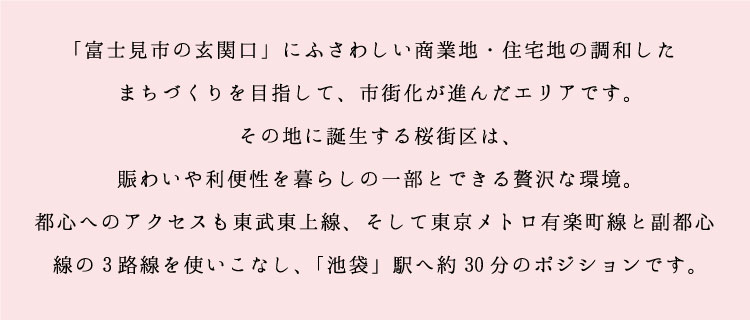 「富士見市の玄関口」にふさわしい商業地・住宅地の調和した
まちづくりを目指して、市街化が進んだエリアです。
その地に誕生する桜街区は、
賑わいや利便性を暮らしの一部とできる贅沢な環境。
都心へのアクセスも東武東上線、そして東京メトロ有楽町線と副都心
線の3路線を使いこなし、「池袋」駅へ約30分のポジションです。